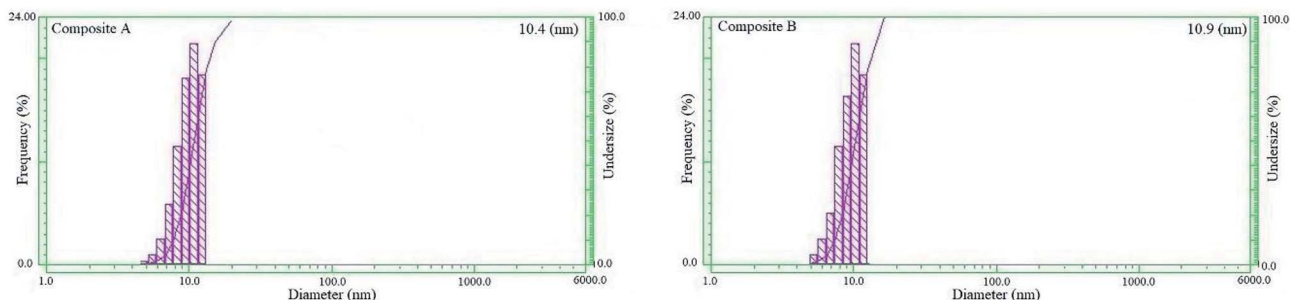 24.00
Composite A
10.4 (nm)
100.0
Frequency (%)
Undersize (%)
0.0
0.0
1.0
10.0
100.0
1000.0
6000.0
Diameter (nm)
24.00
Composite B
10.9 (nm)
100.0
Frequency (%)
Undersize (%)
0.0
0.0
1.0
10.0
100.0
1000.0
6000.0
Diameter (nm)